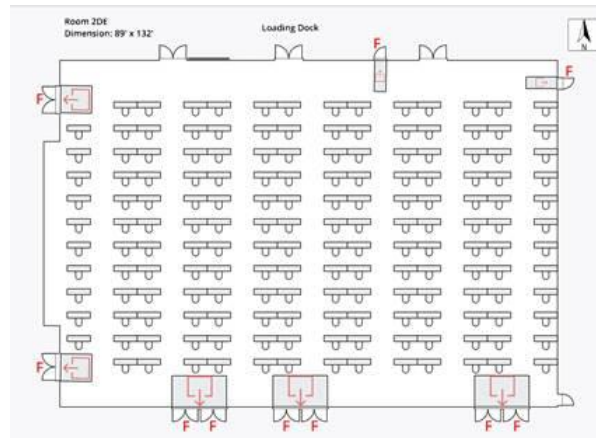 Room 2DE
Dimension: 89' x 132'
Loading Dock
N
F
F
F
F
F F
F F
F F